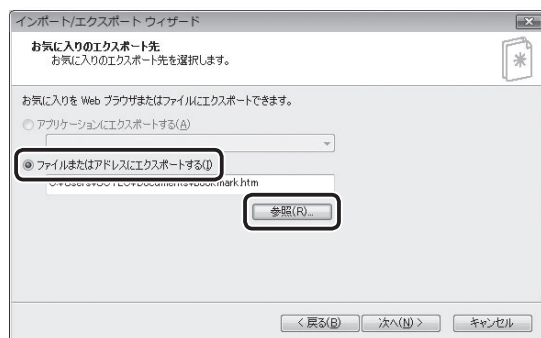 インポート/エクスポート ウィザード
お気に入りのエクスポート先
お気に入りのエクスポート先を選択します。
お気に入りを Web ブラウザまたはファイルにエクスポートできます。
アプリケーションにエクスポートする(A)
ファイルまたはアドレスにエクスポートする(I)
C:¥Users¥SOTEC¥Documents¥bookmark.htm
参照(R)...
< 戻る(B) 次へ(N) > キャンセル